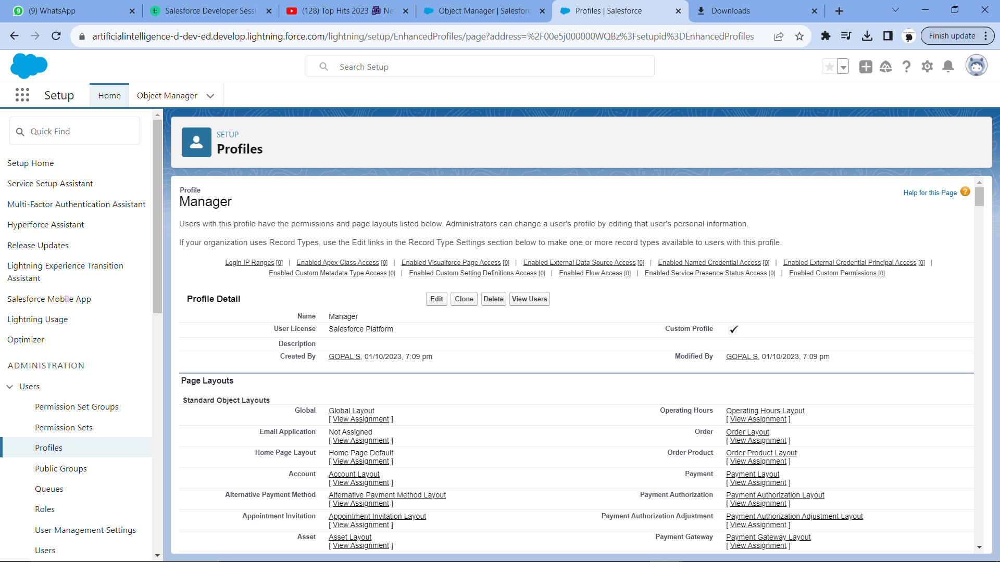 (9) WhatsApp
Salesforce Developer Sessi
(128) Top Hits 2023
Object Manager | Salesforc
Profiles | Salesforce
Downloads
artificialintelligence-d-dev-ed.develop.lightning.force.com/lightning/setup/EnhancedProfiles/page?address=%2F00e5j000000WQBz%3Fsetupid%3DEnhancedProfiles
Finish update
Search Setup
Setup
Home
Object Manager
Quick Find
Setup Home
Service Setup Assistant
Multi-Factor Authentication Assistant
Hyperforce Assistant
Release Updates
Lightning Experience Transition
Assistant
Salesforce Mobile App
Lightning Usage
Optimizer
ADMINISTRATION
Users
Permission Set Groups
Permission Sets
Profiles
Public Groups
Queues
Roles
User Management Settings
Users
SETUP
Profiles
Profile
Manager
Help for this Page
Users with this profile have the permissions and page layouts listed below. Administrators can change a user's profile by editing that user's personal information.
If your organization uses Record Types, use the Edit links in the Record Type Settings section below to make one or more record types available to users with this profile.
Login IP Ranges [0] | Enabled Apex Class Access [0] | Enabled Visualforce Page Access [0] | Enabled External Data Source Access [0] | Enabled Named Credential Access [0] | Enabled External Credential Principal Access [0] |
Enabled Custom Metadata Type Access [0] | Enabled Custom Setting Definitions Access [0] | Enabled Flow Access [0] | Enabled Service Presence Status Access [0] | Enabled Custom Permissions [0]
Profile Detail
Edit Clone Delete View Users
Name Manager
User License Salesforce Platform Custom Profile
Description
Created By GOPAL S, 01/10/2023, 7:09 pm Modified By GOPAL S, 01/10/2023, 7:09 pm
Page Layouts
Standard Object Layouts
Global Global Layout Operating Hours Operating Hours Layout
[ View Assignment ] [ View Assignment ]
Email Application Not Assigned Order Order Layout
[ View Assignment ] [ View Assignment ]
Home Page Layout Home Page Default Order Product Order Product Layout
[ View Assignment ] [ View Assignment ]
Account Account Layout Payment Payment Layout
[ View Assignment ] [ View Assignment ]
Alternative Payment Method Alternative Payment Method Layout Payment Authorization Payment Authorization Layout
[ View Assignment ] [ View Assignment ]
Appointment Invitation Appointment Invitation Layout Payment Authorization Adjustment Payment Authorization Adjustment Layout
[ View Assignment ] [ View Assignment ]
Asset Asset Layout Payment Gateway Payment Gateway Layout
[ View Assignment ] [ View Assignment ]